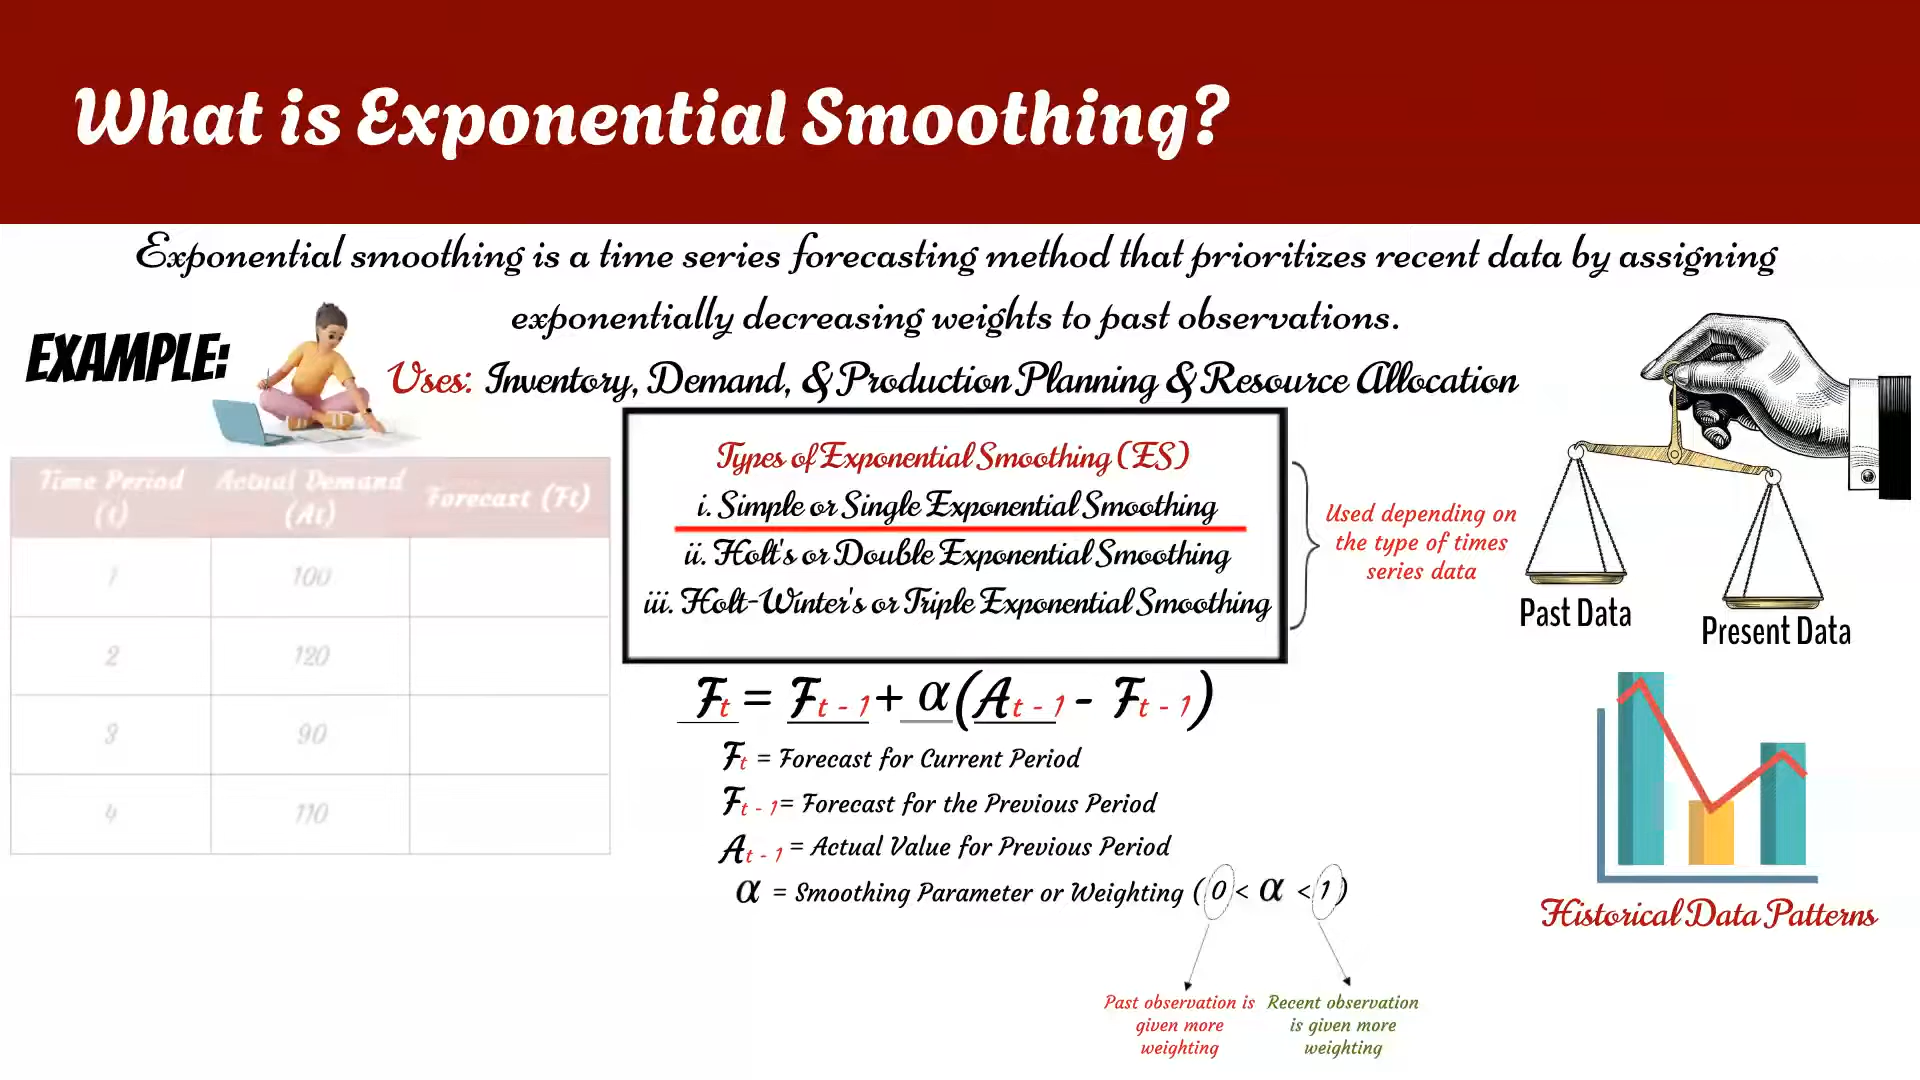 What is Exponential Smoothing?
Exponential smoothing is a time series forecasting method that prioritizes recent data by assigning
exponentially decreasing weights to past observations.
EXAMPLE:
Uses: Inventory, Demand, & Production Planning & Resource Allocation
Time Period (t) Actual Demand (At) Forecast (Ft)
1 100
2 120
3 90
4 110
Types of Exponential Smoothing (ES)
i. Simple or Single Exponential Smoothing
ii. Holt's or Double Exponential Smoothing
iii. Holt-Winter's or Triple Exponential Smoothing
Used depending on
the type of times
series data
Past Data
Present Data
Ft = Ft - 1 + α(At - 1 - Ft - 1)
Ft = Forecast for Current Period
Ft - 1 = Forecast for the Previous Period
At - 1 = Actual Value for Previous Period
α = Smoothing Parameter or Weighting (0 < α < 1)
Past observation is
given more
weighting
Recent observation
is given more
weighting
Historical Data Patterns